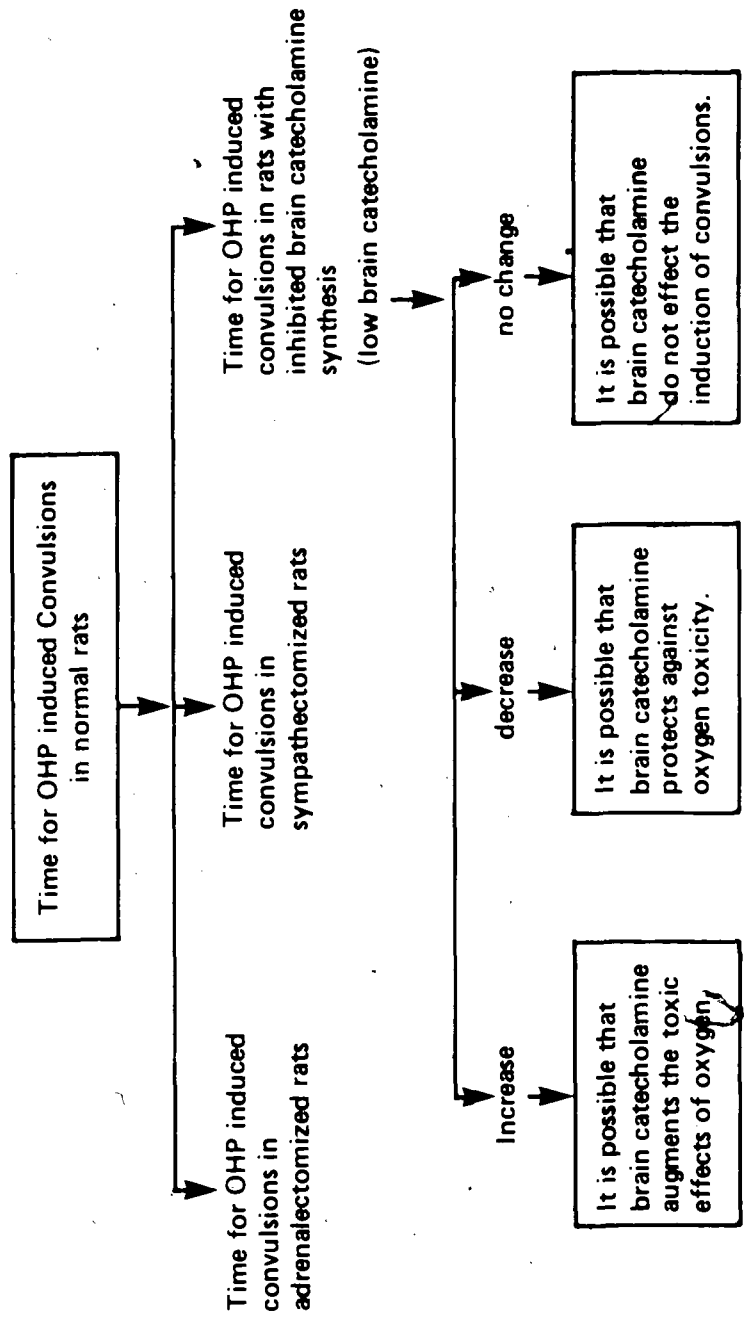 Time for OHP induced Convulsions
in normal rats
Time for OHP induced
convulsions in
adrenalectomized rats
Time for OHP induced
convulsions in
sympathectomized rats
Time for OHP induced
convulsions in rats with
inhibited brain catecholamine
synthesis
(low brain catecholamine)
Increase
decrease
no change
It is possible that
brain catecholamine
augments the toxic
effects of oxygen.
It is possible that
brain catecholamine
protects against
oxygen toxicity.
It is possible that
brain catecholamine
do not effect the
induction of convulsions.